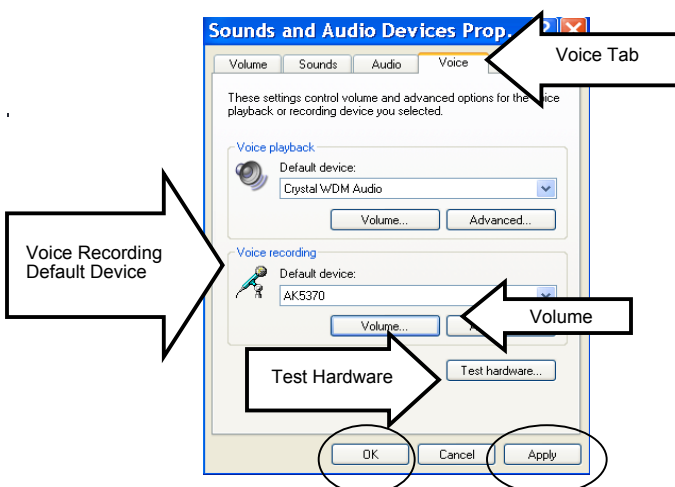 Sounds and Audio Devices Prop.
Voice Tab
Volume Sounds Audio Voice
These settings control volume and advanced options for the voice
playback or recording device you selected.
Voice playback
Default device:
Crystal WDM Audio
Volume... Advanced...
Voice Recording
Default Device
Voice recording
Default device:
AK5370
Volume...
Volume
Test Hardware
Test hardware...
OK Cancel Apply